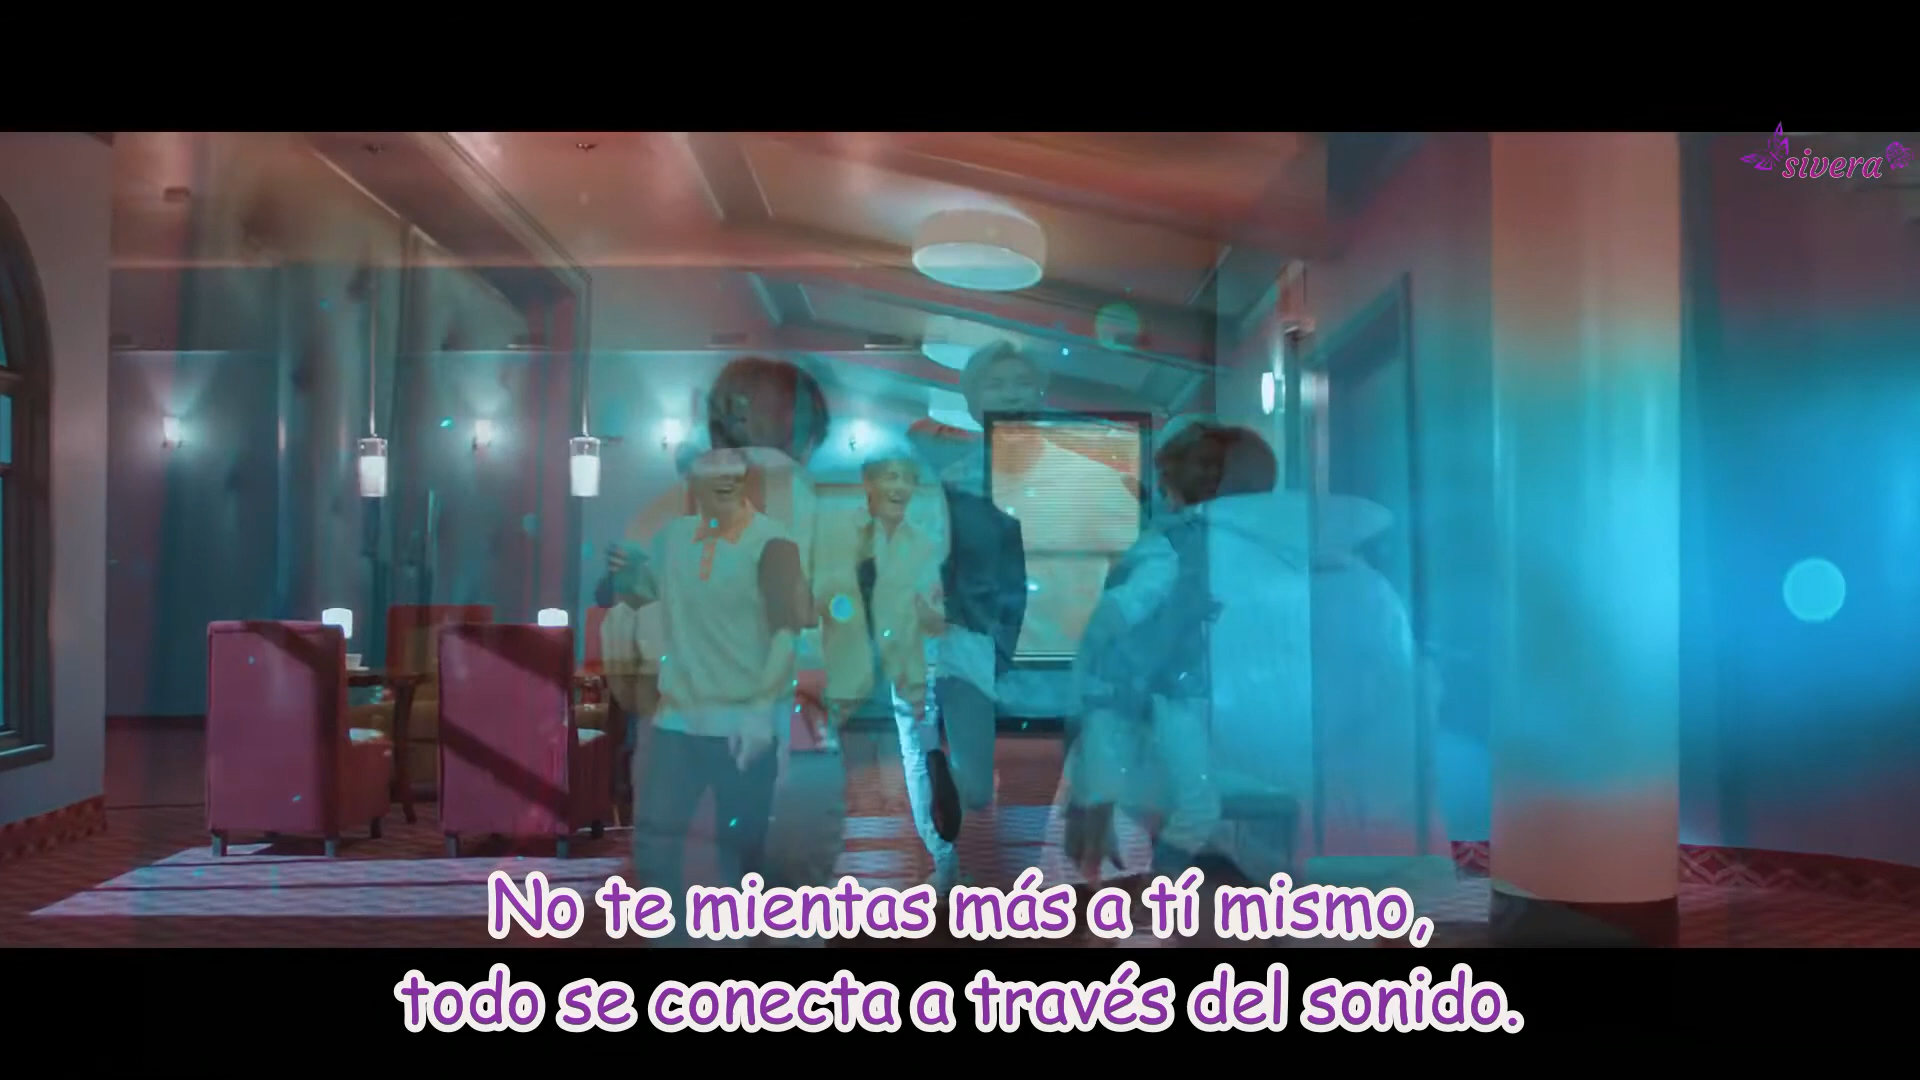 sivera
No te mientas más a tí mismo,
todo se conecta a través del sonido.